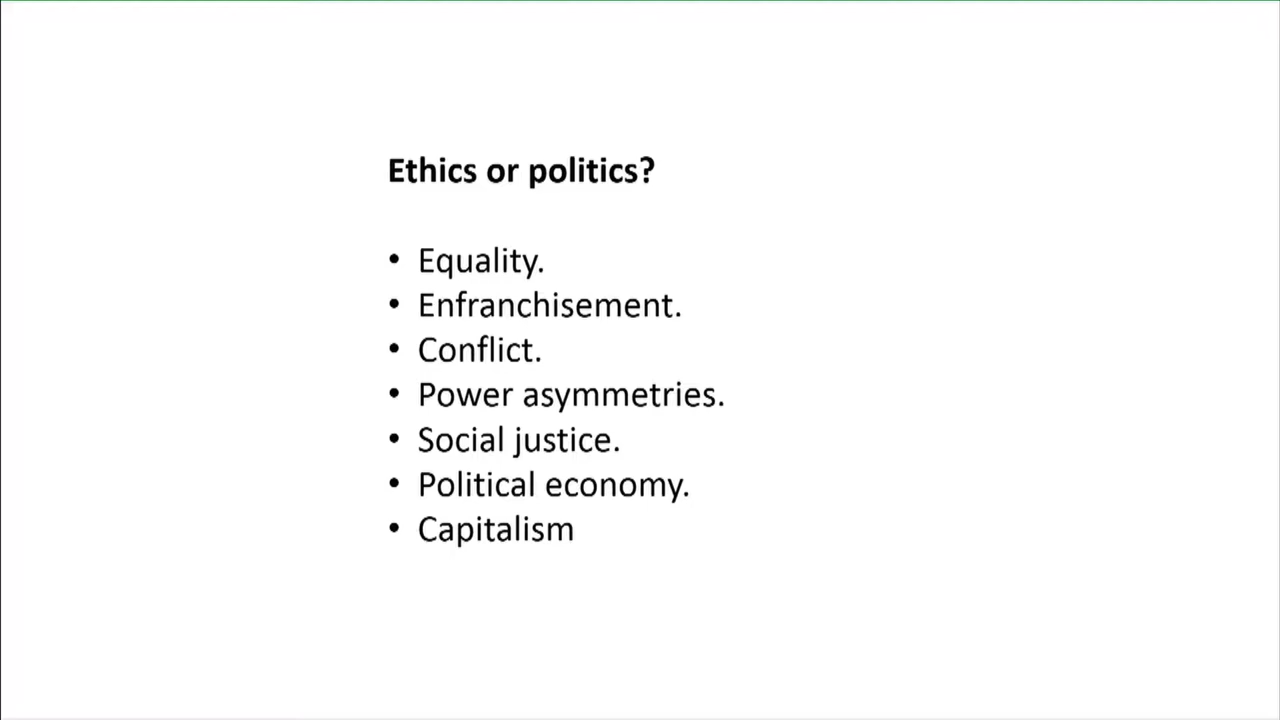 Ethics or politics?
• Equality.
• Enfranchisement.
• Conflict.
• Power asymmetries.
• Social justice.
• Political economy.
• Capitalism